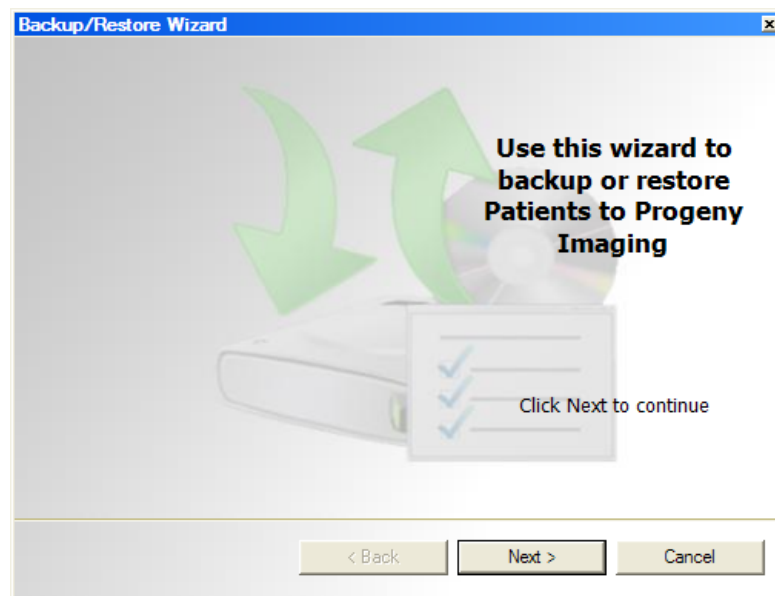 Backup/Restore Wizard
Use this wizard to
backup or restore
Patients to Progeny
Imaging
Click Next to continue
< Back
Next >
Cancel